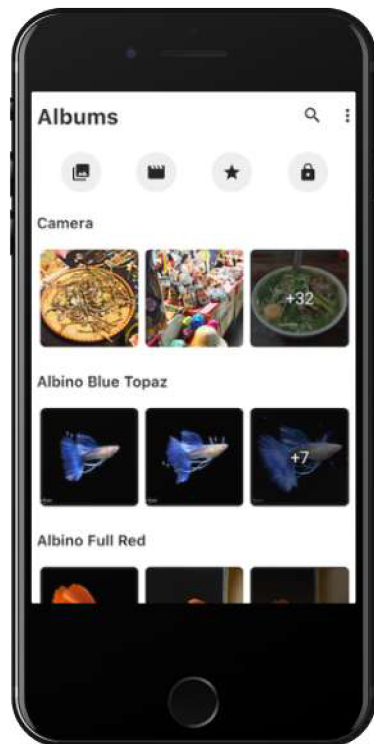 Albums
Camera
+32
Albino Blue Topaz
+7
Albino Full Red